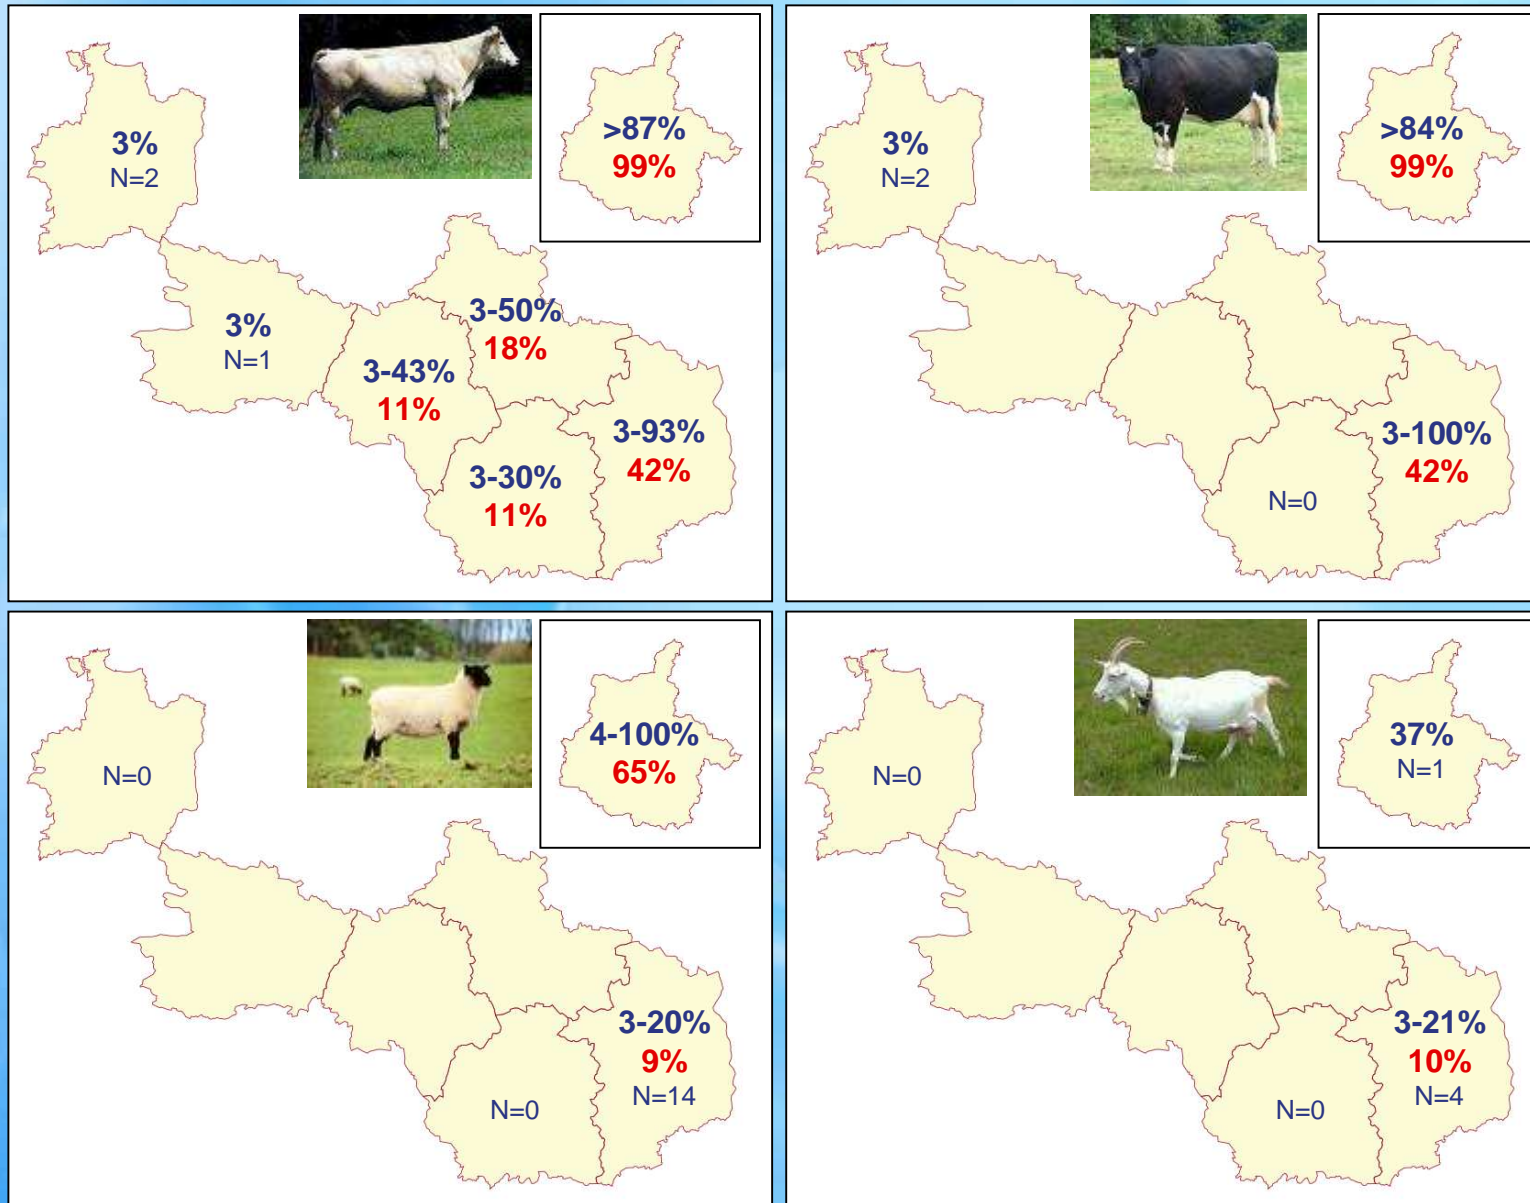 3%
N=2
>87%
99%
3%
N=1
3-50%
18%
3-43%
11%
3-93%
42%
3-30%
11%
3%
N=2
>84%
99%
3-100%
42%
N=0
N=0
4-100%
65%
3-20%
9%
N=14
N=0
N=0
37%
N=1
3-21%
10%
N=4
N=0